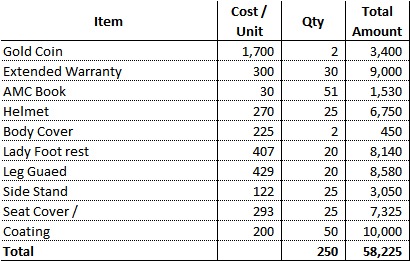 Item Cost / Unit Qty Total Amount
Gold Coin 1,700 2 3,400
Extended Warranty 300 30 9,000
AMC Book 30 51 1,530
Helmet 270 25 6,750
Body Cover 225 2 450
Lady Foot rest 407 20 8,140
Leg Guaed 429 20 8,580
Side Stand 122 25 3,050
Seat Cover / 293 25 7,325
Coating 200 50 10,000
Total 250 58,225